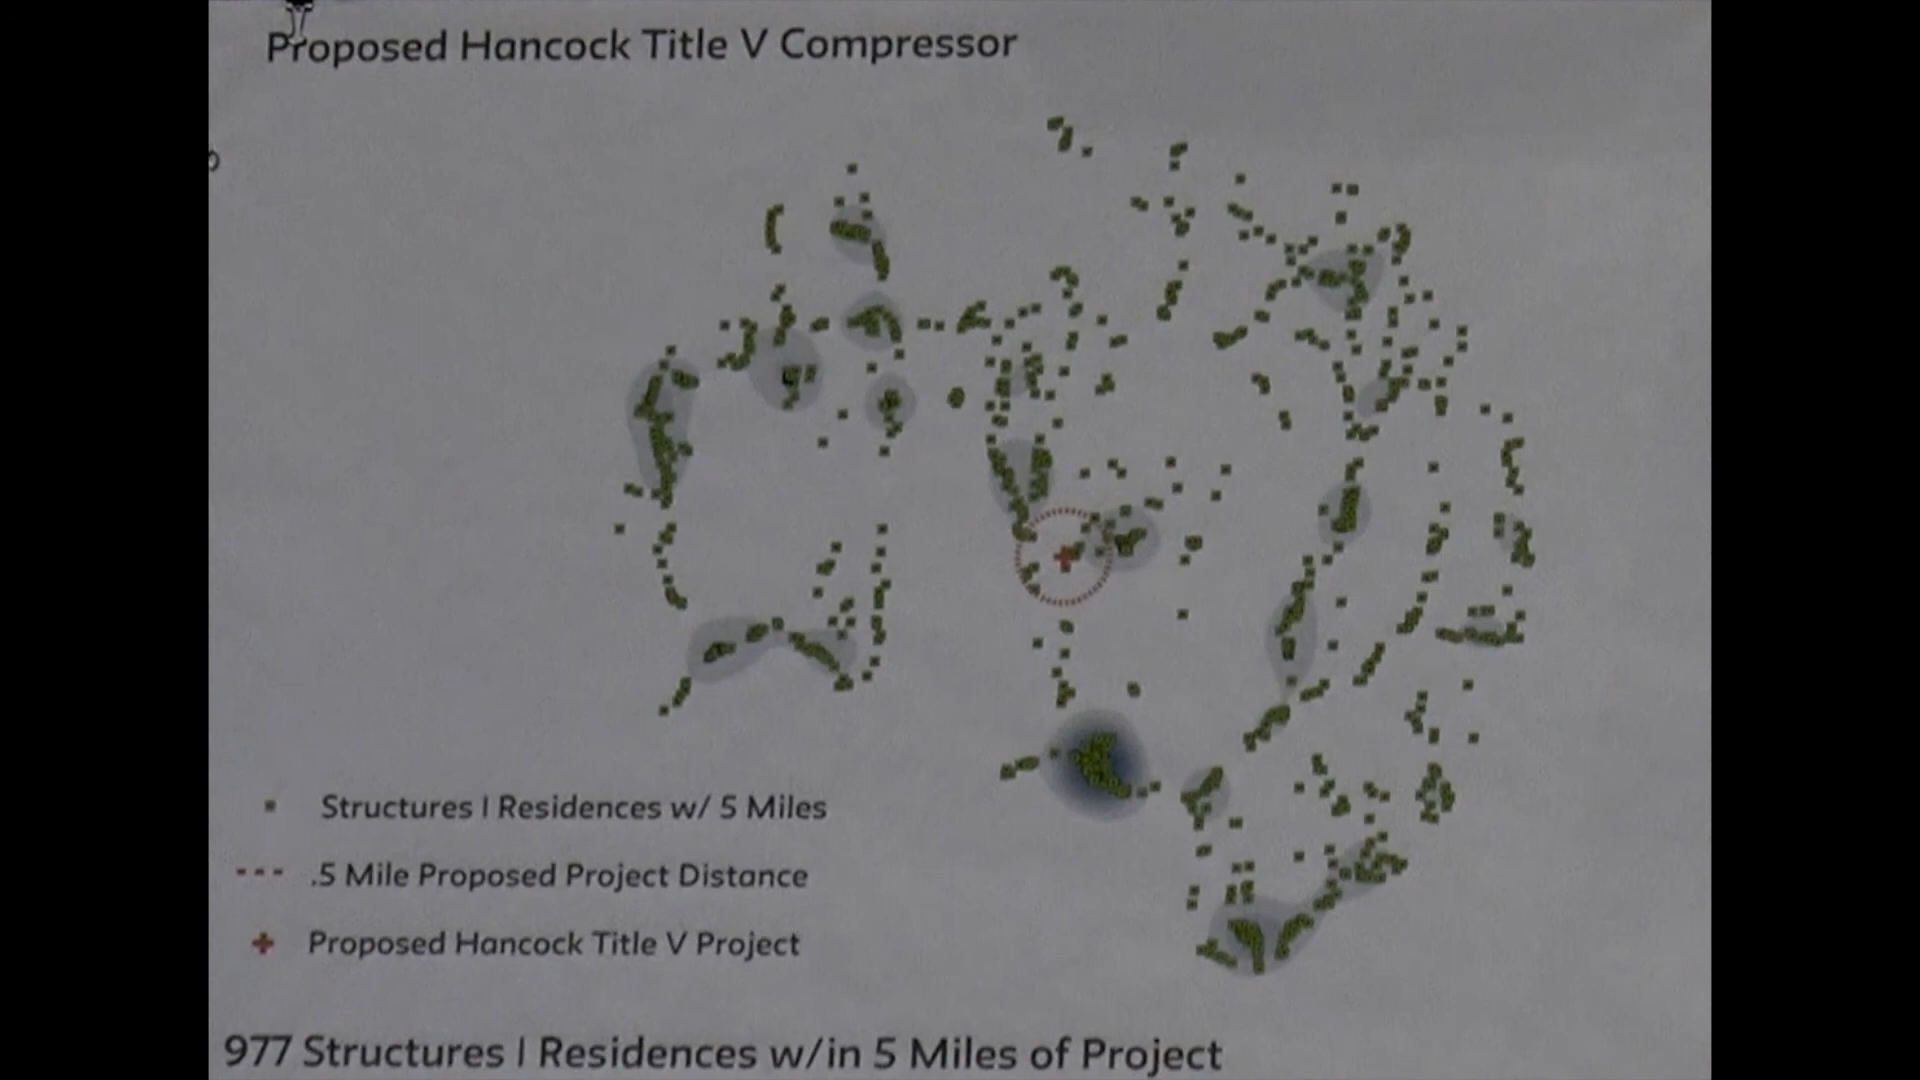 Proposed Hancock Title V Compressor
Structures | Residences w/ 5 Miles
.5 Mile Proposed Project Distance
Proposed Hancock Title V Project
977 Structures | Residences w/in 5 Miles of Project